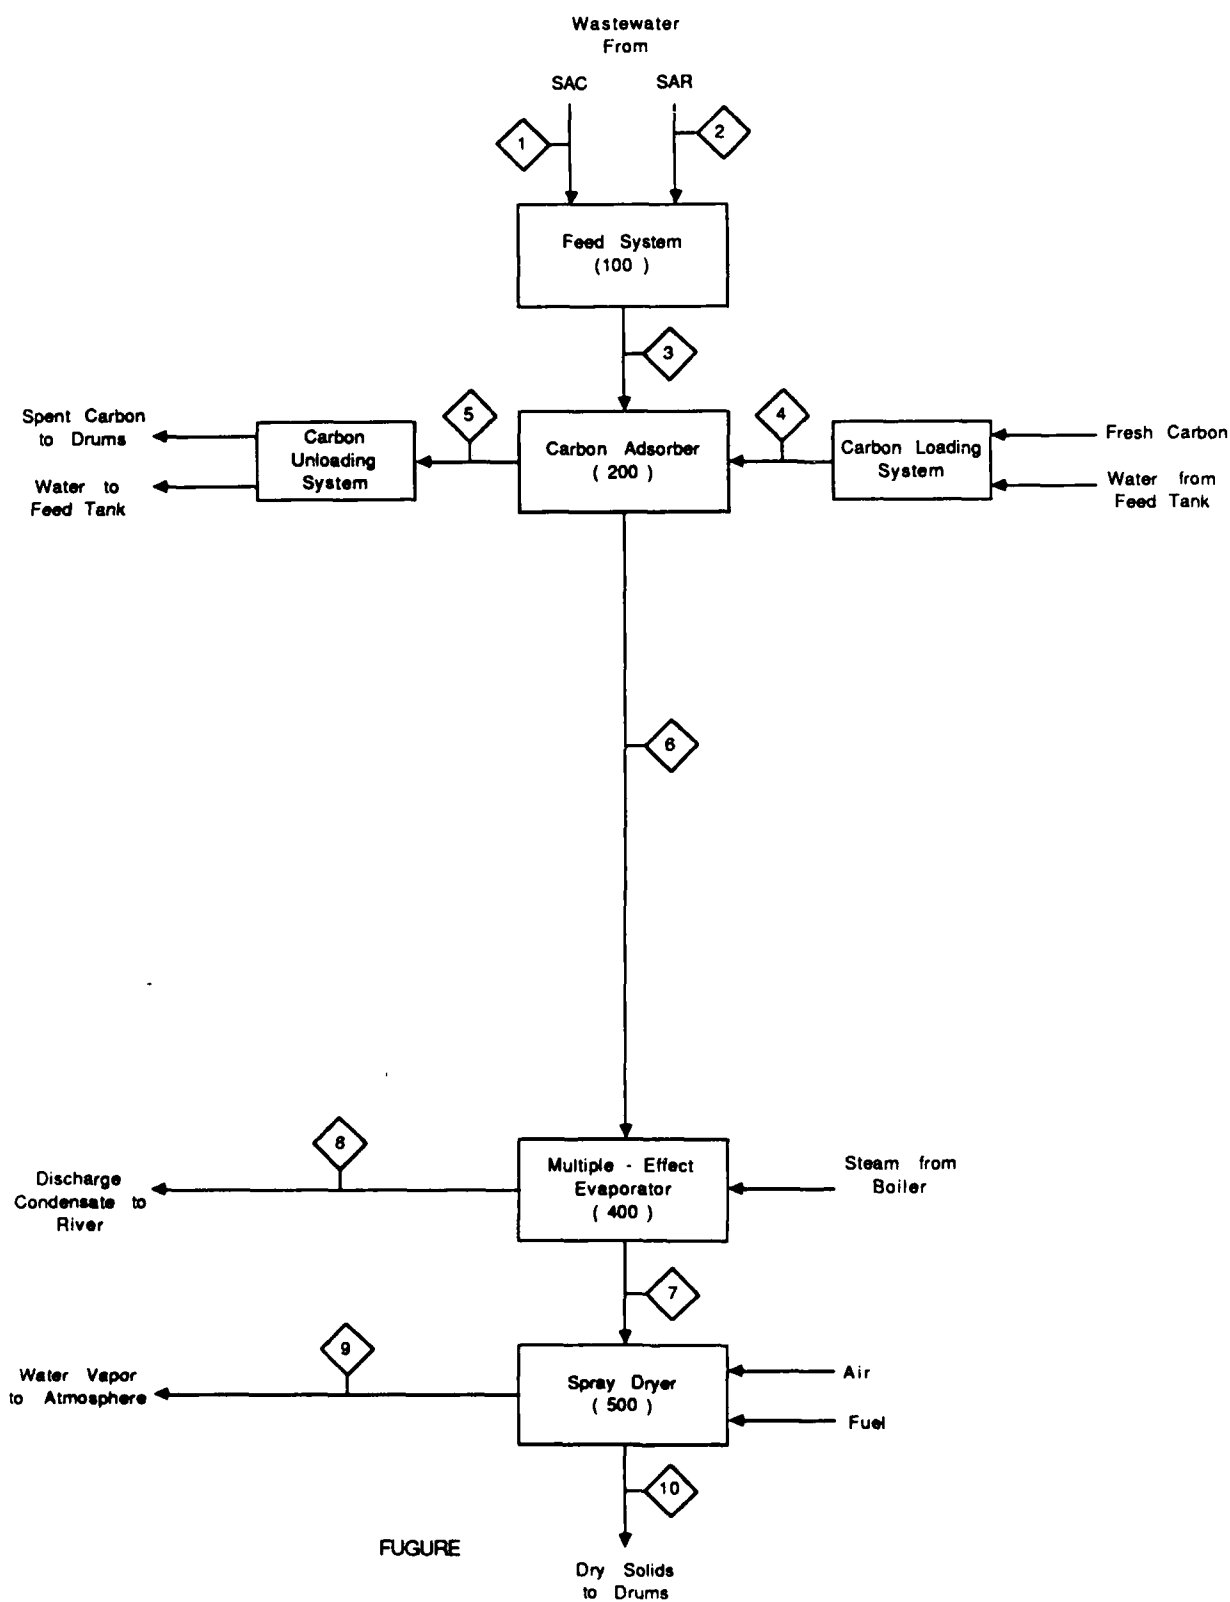 Wastewater
From
SAC
SAR
1
2
Feed System
(100 )
3
Spent Carbon
to Drums
Water to
Feed Tank
Carbon
Unloading
System
5
Carbon Adsorber
( 200 )
4
Carbon Loading
System
Fresh Carbon
Water from
Feed Tank
6
8
Discharge
Condensate to
River
Multiple - Effect
Evaporator
( 400 )
Steam from
Boiler
7
9
Water Vapor
to Atmosphere
Spray Dryer
( 500 )
Air
Fuel
10
FUGURE
Dry Solids
to Drums